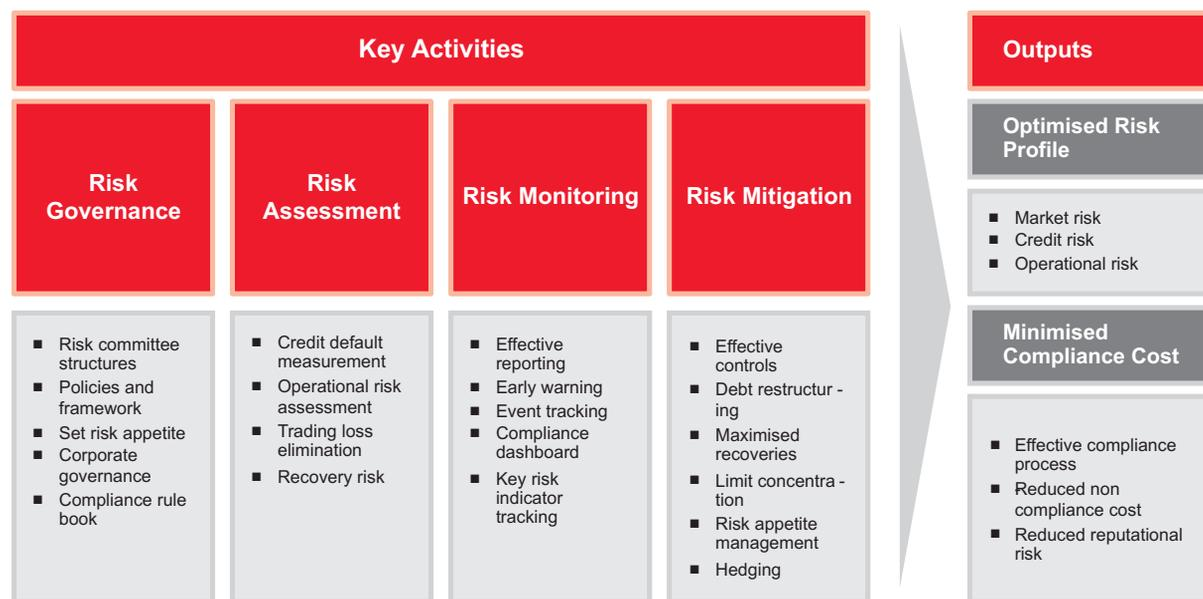 Key Activities
Risk
Governance
Risk
Assessment
Risk Monitoring
Risk Mitigation
■ Risk committee
structures
■ Policies and
framework
■ Set risk appetite
■ Corporate
governance
■ Compliance rule
book
■ Credit default
measurement
■ Operational risk
assessment
■ Trading loss
elimination
■ Recovery risk
■ Effective
reporting
■ Early warning
■ Event tracking
■ Compliance
dashboard
■ Key risk
indicator
tracking
■ Effective
controls
■ Debt restructur -
ing
■ Maximised
recoveries
■ Limit concentra -
tion
■ Risk appetite
management
■ Hedging
Outputs
Optimised Risk
Profile
■ Market risk
■ Credit risk
■ Operational risk
Minimised
Compliance Cost
■ Effective compliance
process
■ Reduced non
compliance cost
■ Reduced reputational
risk